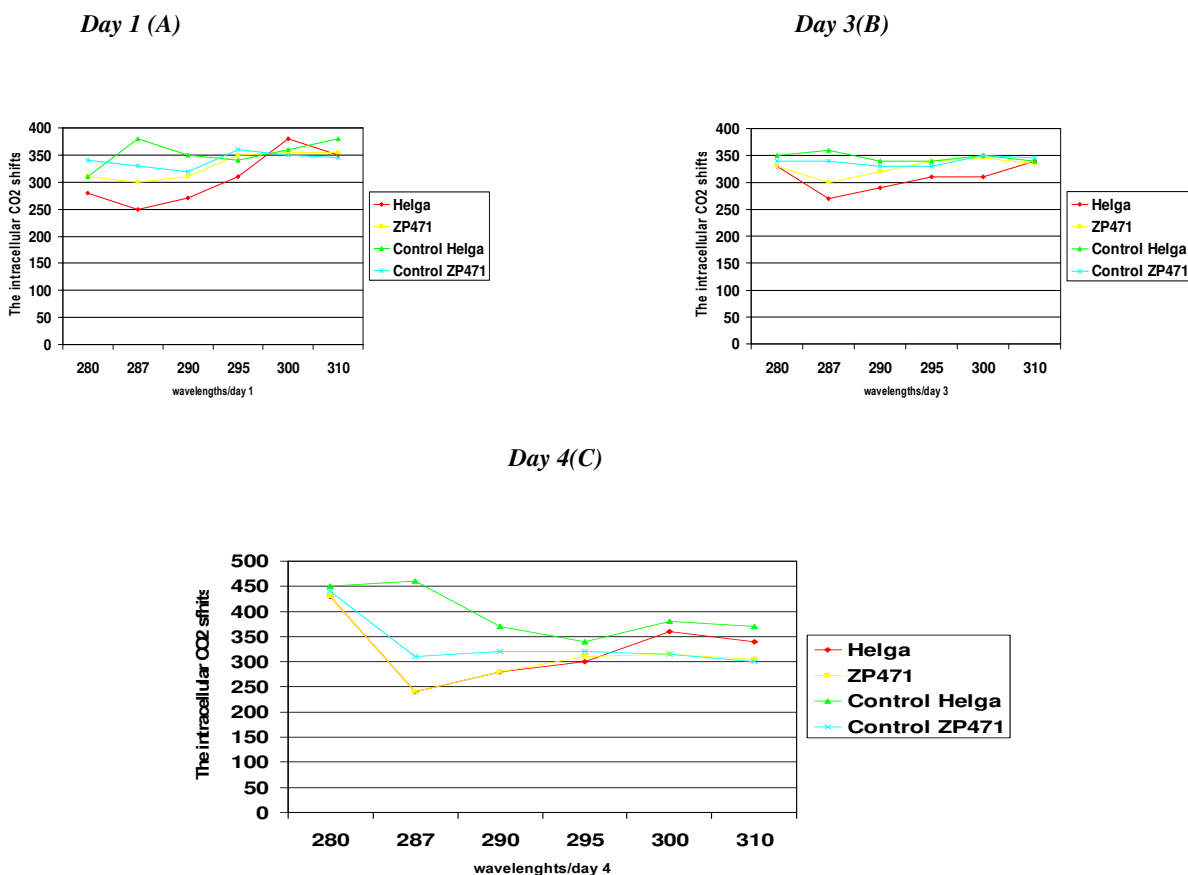 Day 1 (A)
Day 3(B)
The intracellular CO2 shifts
400
350
300
250
200
150
100
50
0
280 287 290 295 300 310
wavelengths/day 1
Helga
ZP471
Control Helga
Control ZP471
The intracellular CO2 shifts
400
350
300
250
200
150
100
50
0
280 287 290 295 300 310
wavelengths/day 3
Helga
ZP471
Control Helga
Control ZP471
Day 4(C)
The intracellular CO2 sfhits
500
450
400
350
300
250
200
150
100
50
0
280 287 290 295 300 310
wavelenghts/day 4
Helga
ZP471
Control Helga
Control ZP471